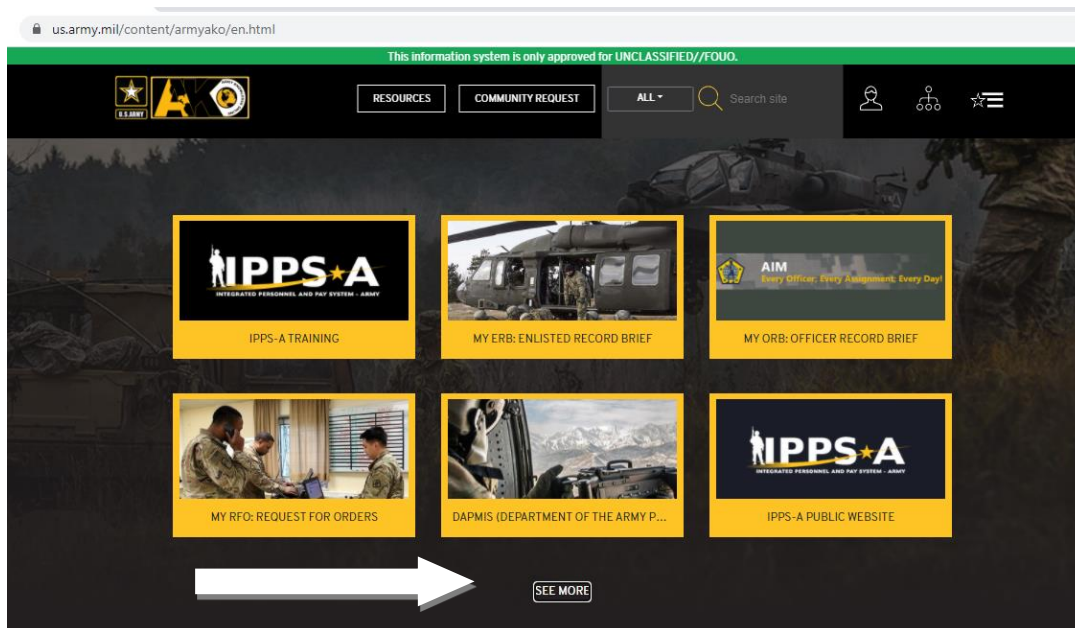 us.army.mil/content/armyako/en.html
This information system is only approved for UNCLASSIFIED//FOUO.
U.S.ARMY
AKO
RESOURCES
COMMUNITY REQUEST
ALL
Search site
IPPS-A
INTEGRATED PERSONNEL AND PAY SYSTEM - ARMY
AIM
Every Officer; Every Assignment; Every Day!
IPPS-A TRAINING
MY ERB: ENLISTED RECORD BRIEF
MY ORB: OFFICER RECORD BRIEF
IPPS-A
INTEGRATED PERSONNEL AND PAY SYSTEM - ARMY
MY RFO: REQUEST FOR ORDERS
DAPMIS (DEPARTMENT OF THE ARMY P...
IPPS-A PUBLIC WEBSITE
SEE MORE